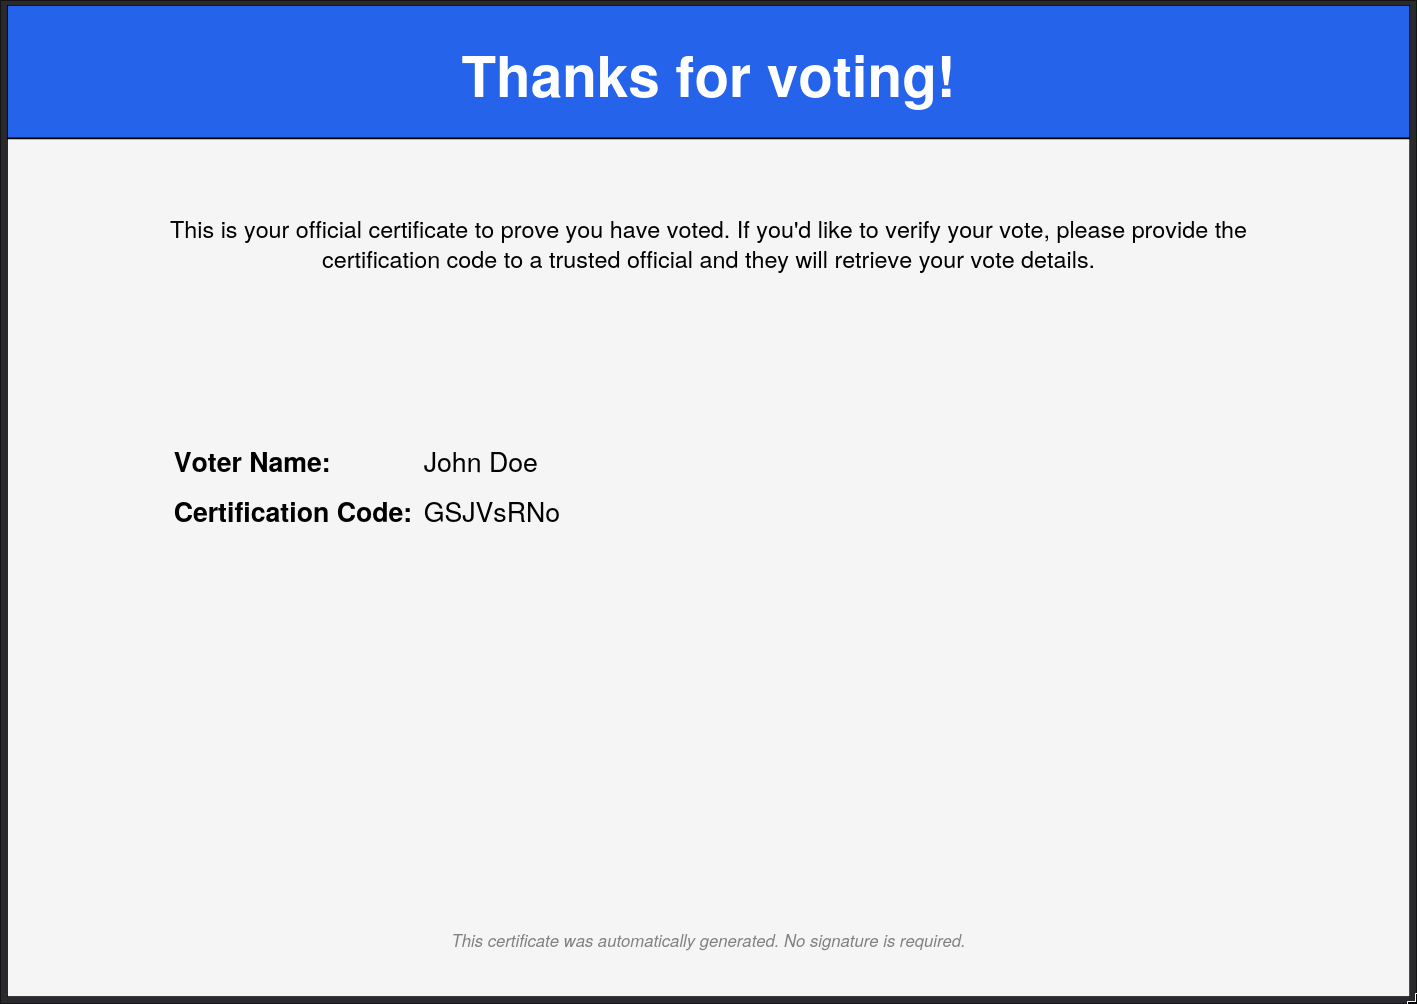 Thanks for voting!
This is your official certificate to prove you have voted. If you'd like to verify your vote, please provide the
certification code to a trusted official and they will retrieve your vote details.
Voter Name: John Doe
Certification Code: GSJVsRNo
This certificate was automatically generated. No signature is required.